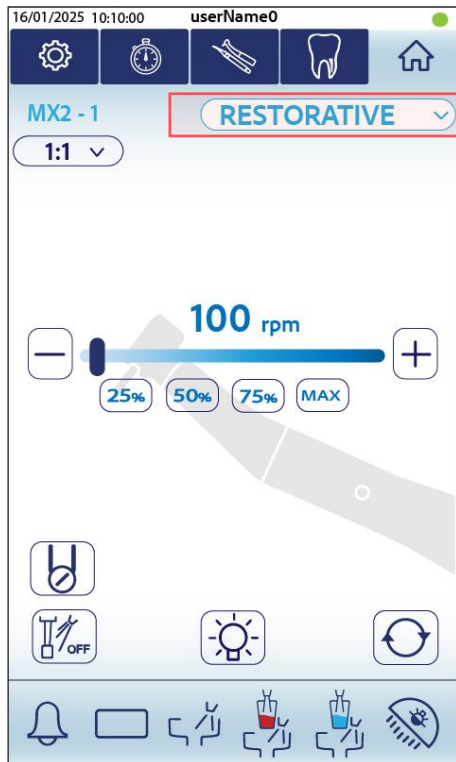 16/01/2025 10:10:00 userName0
MX2 - 1 RESTORATIVE
1:1
100 rpm
25% 50% 75% MAX
OFF